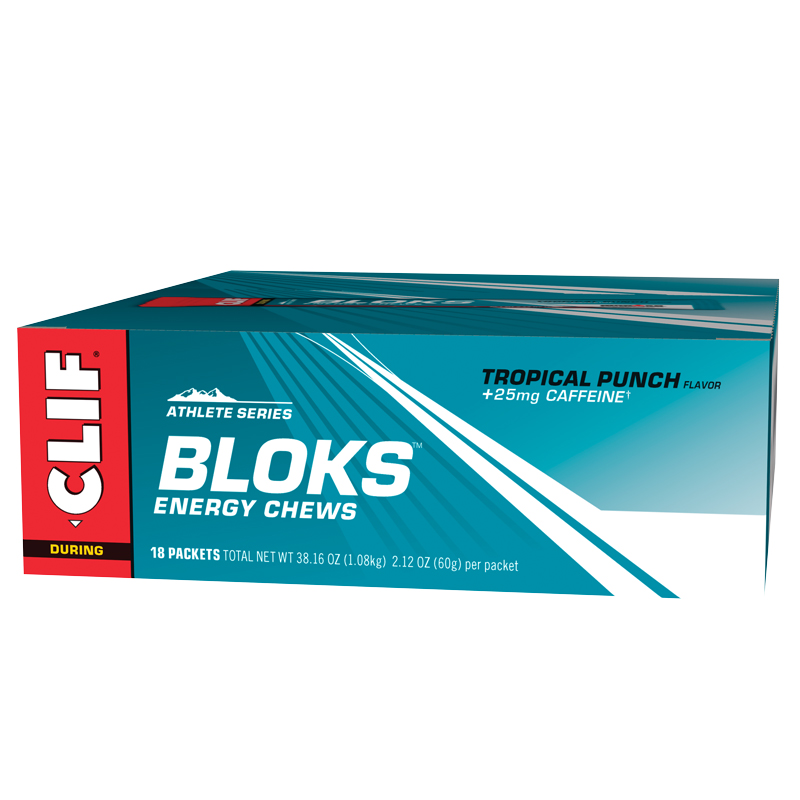 CLIF®
DURING
ATHLETE SERIES
BLOKS™
ENERGY CHEWS
18 PACKETS TOTAL NET WT 38.16 OZ (1.08kg) 2.12 OZ (60g) per packet
TROPICAL PUNCH FLAVOR
+25mg CAFFEINE†
BLOKS